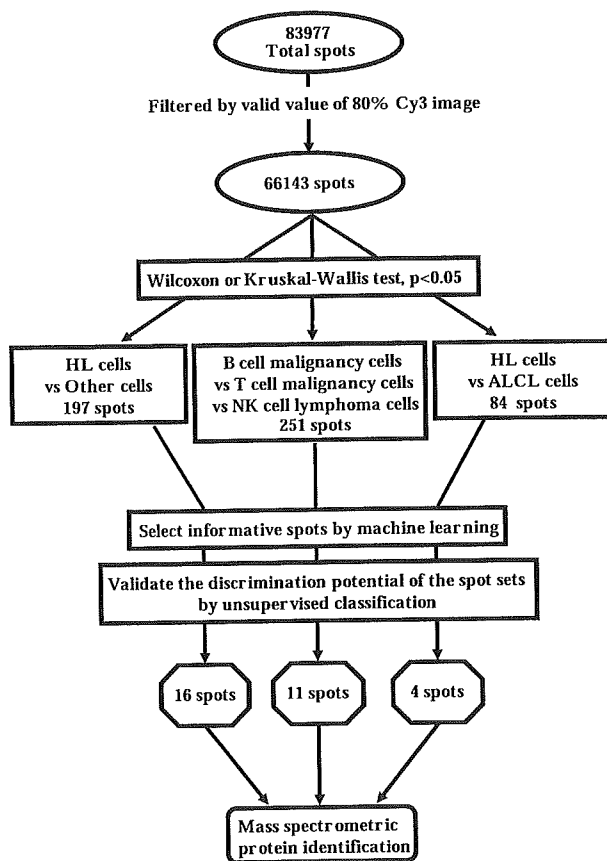 83977
Total spots
Filtered by valid value of 80% Cy3 image
66143 spots
Wilcoxon or Kruskal-Wallis test, p<0.05
HL cells
vs Other cells
197 spots
B cell malignancy cells
vs T cell malignancy cells
vs NK cell lymphoma cells
251 spots
HL cells
vs ALCL cells
84 spots
Select informative spots by machine learning
Validate the discrimination potential of the spot sets
by unsupervised classification
16 spots
11 spots
4 spots
Mass spectrometric
protein identification